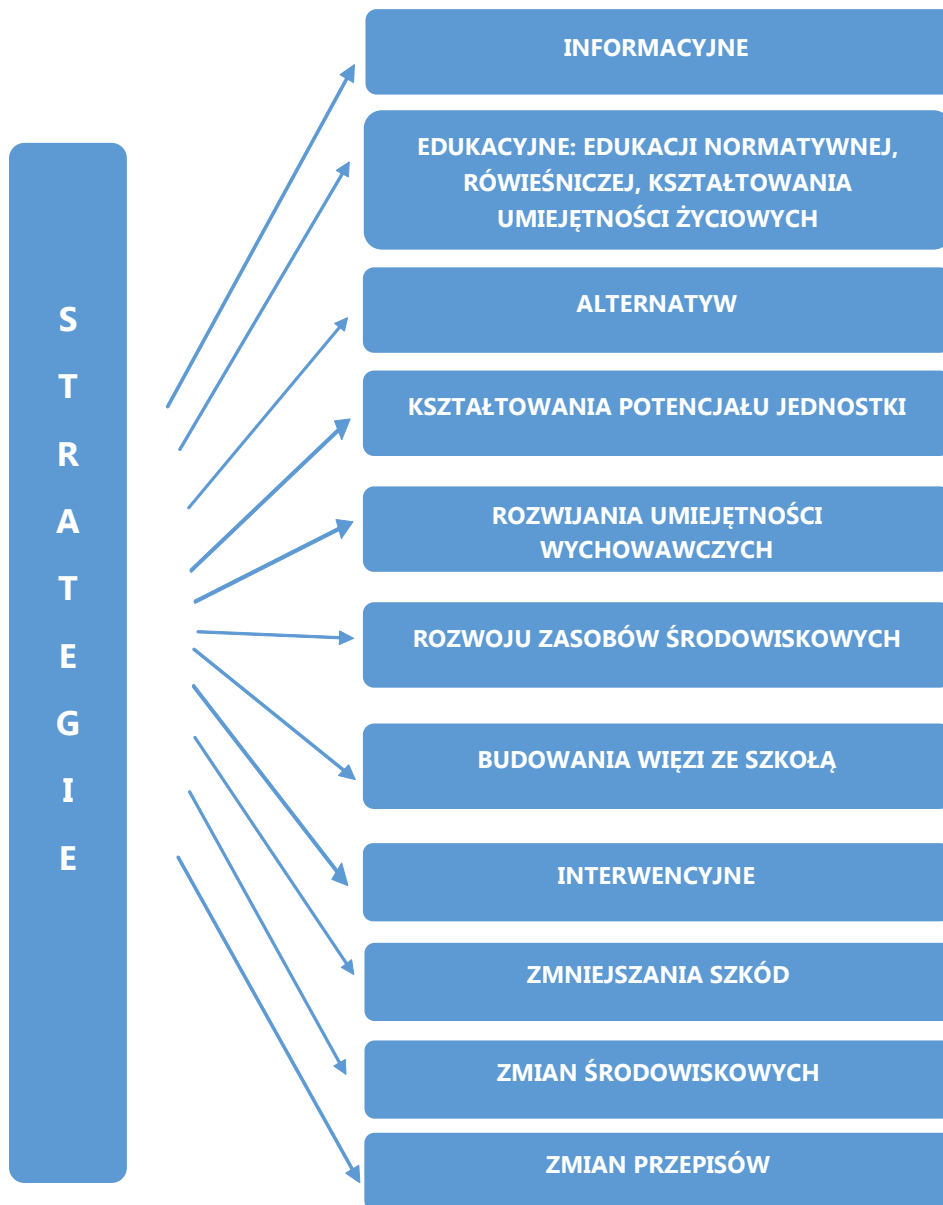 STRATEGIE
INFORMACYJNE
EDUKACYJNE: EDUKACJI NORMATYWNEJ,
RÓWIEŚNICZEJ, KSZTAŁTOWANIA
UMIEJĘTNOŚCI ŻYCIOWYCH
ALTERNATYW
KSZTAŁTOWANIA POTENCJAŁU JEDNOSTKI
ROZWIJANIA UMIEJĘTNOŚCI
WYCHOWAWCZYCH
ROZWOJU ZASOBÓW ŚRODOWISKOWYCH
BUDOWANIA WIĘZI ZE SZKOŁĄ
INTERWENCYJNE
ZMNIEJSZANIA SZKÓD
ZMIAN ŚRODOWISKOWYCH
ZMIAN PRZEPISÓW